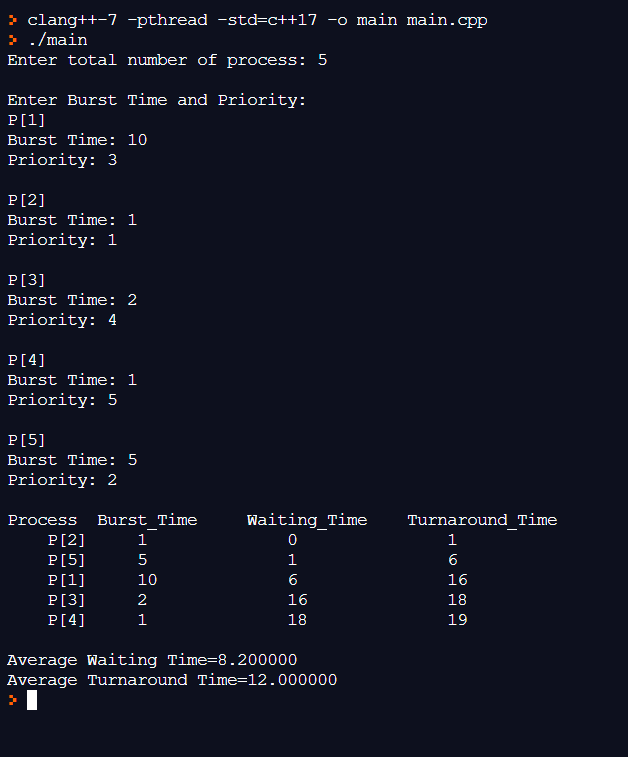 > clang++-7 -pthread -std=c++17 -o main main.cpp
> ./main
Enter total number of process: 5
Enter Burst Time and Priority:
P[1]
Burst Time: 10
Priority: 3
P[2]
Burst Time: 1
Priority: 1
P[3]
Burst Time: 2
Priority: 4
P[4]
Burst Time: 1
Priority: 5
P[5]
Burst Time: 5
Priority: 2
Process  Burst_Time     Waiting_Time    Turnaround_Time
P[2]     1              0               1
P[5]     5              1               6
P[1]     10             6               16
P[3]     2              16              18
P[4]     1              18              19
Average Waiting Time=8.200000
Average Turnaround Time=12.000000
>